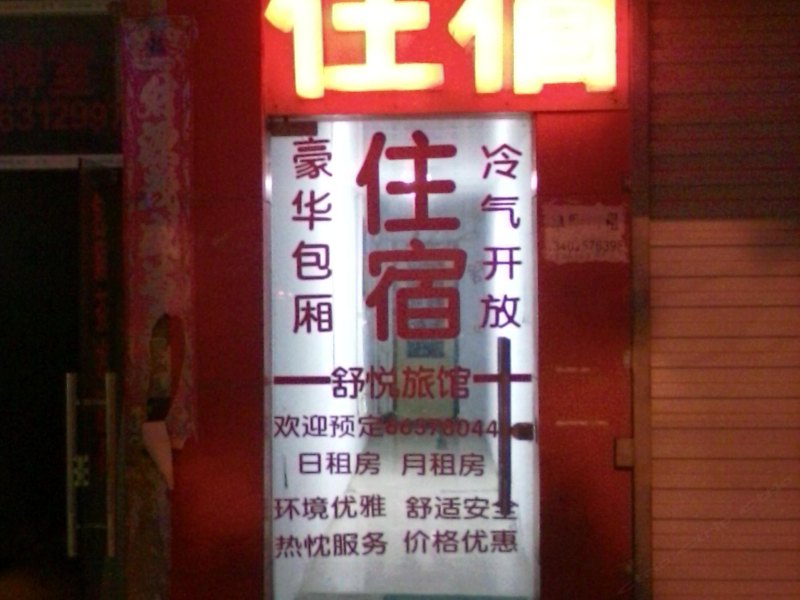 住宿
豪华包厢
住宿
冷气开放
舒悦旅馆
欢迎预定
日租房 月租房
环境优雅 舒适安全
热忱服务 价格优惠